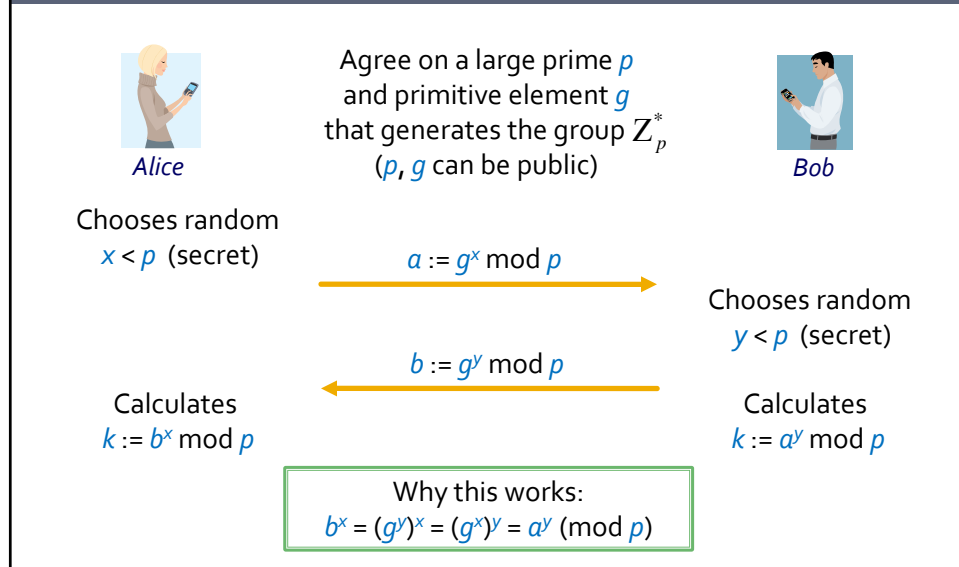 Agree on a large prime p
and primitive element g
that generates the group Z*ₚ
(p, g can be public)
Alice
Bob
Chooses random
x < p (secret)
a := gˣ mod p
Chooses random
y < p (secret)
b := gʸ mod p
Calculates
k := bˣ mod p
Calculates
k := aʸ mod p
Why this works:
bˣ = (gʸ)ˣ = (gˣ)ʸ = aʸ (mod p)